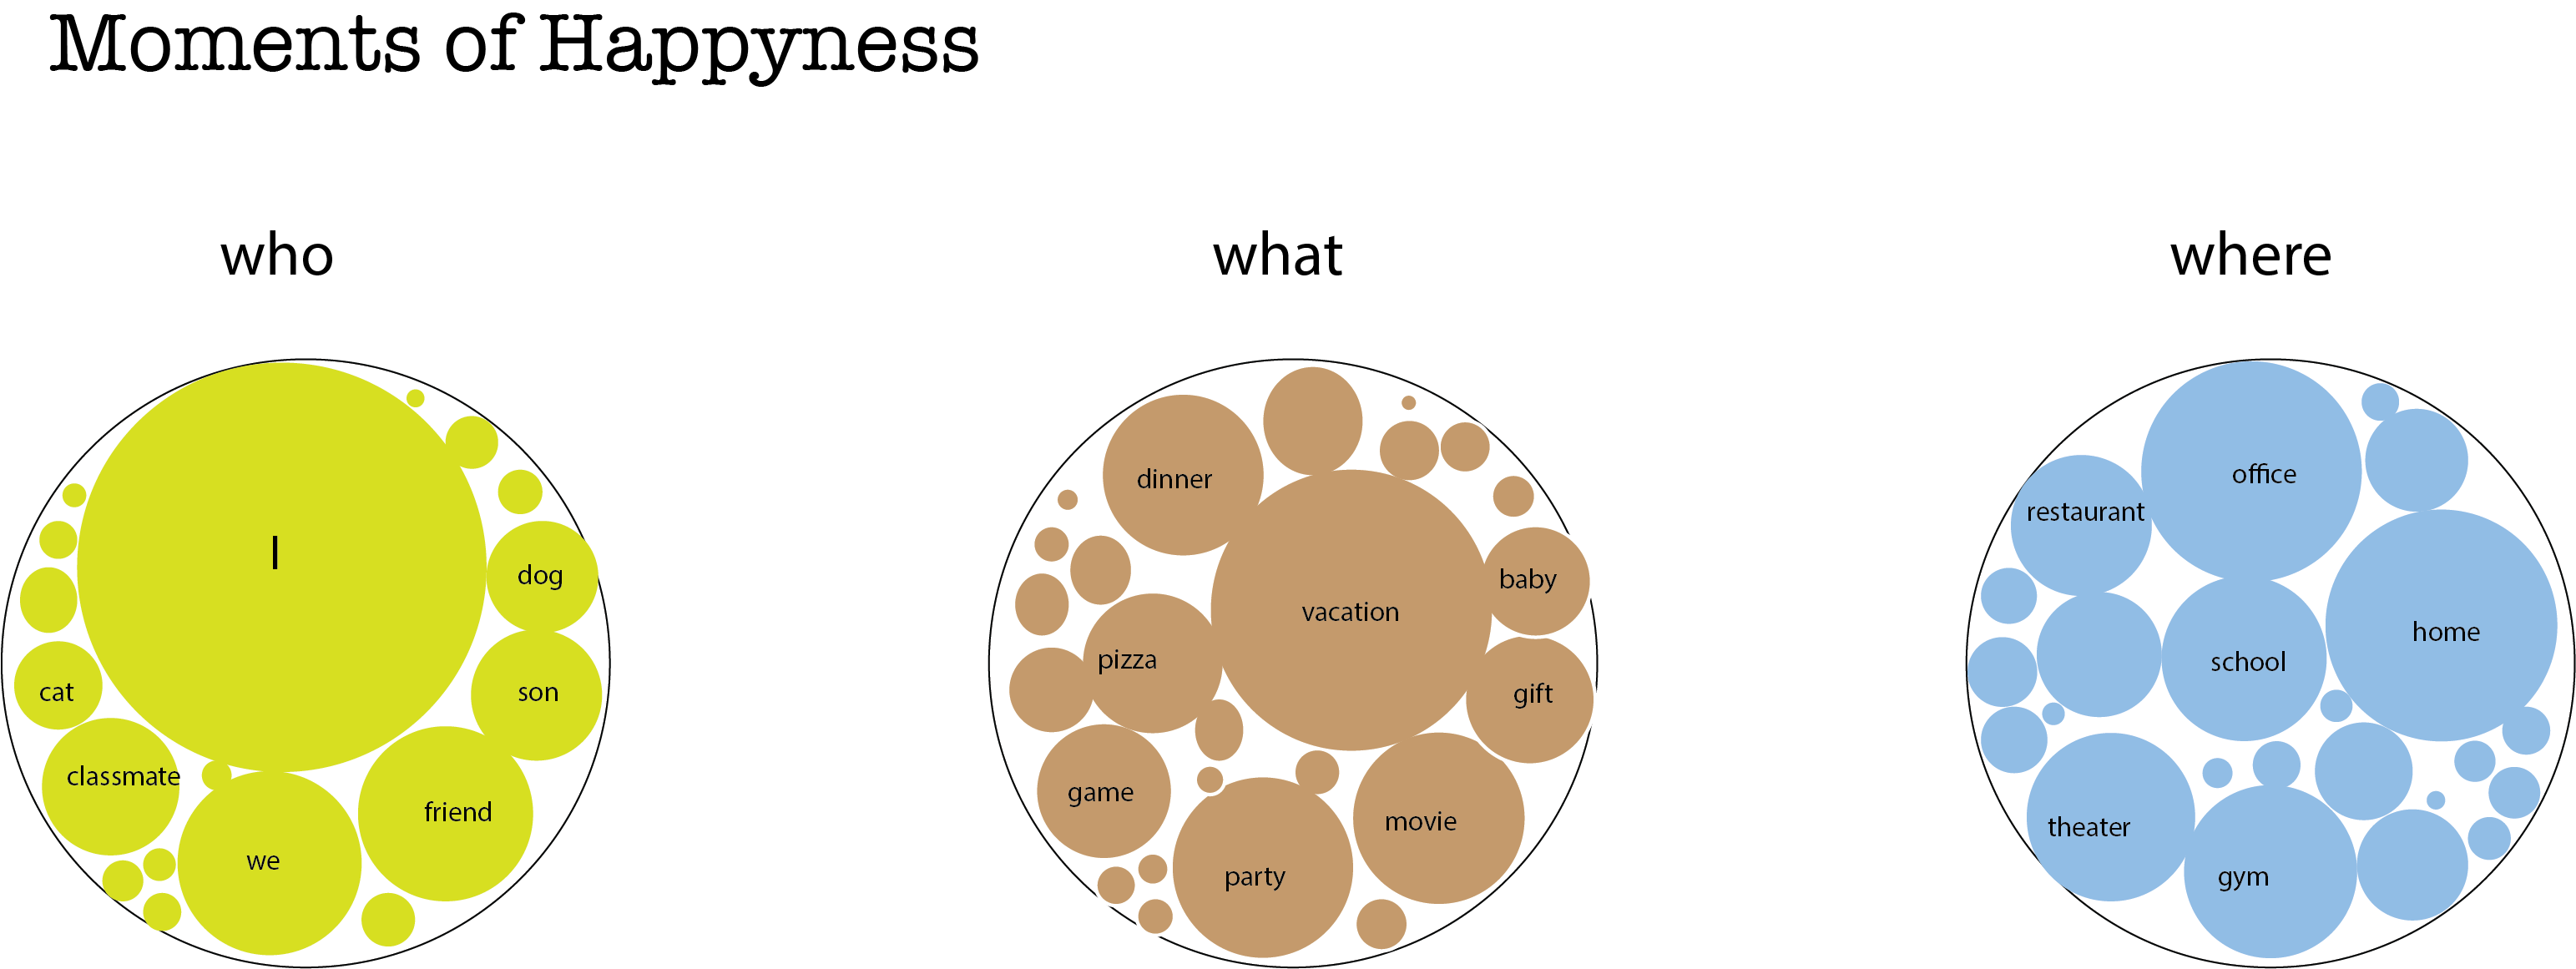 Moments of Happyness
who
I
dog
cat
son
classmate
friend
we
what
dinner
baby
vacation
pizza
gift
game
movie
party
where
office
restaurant
home
school
theater
gym